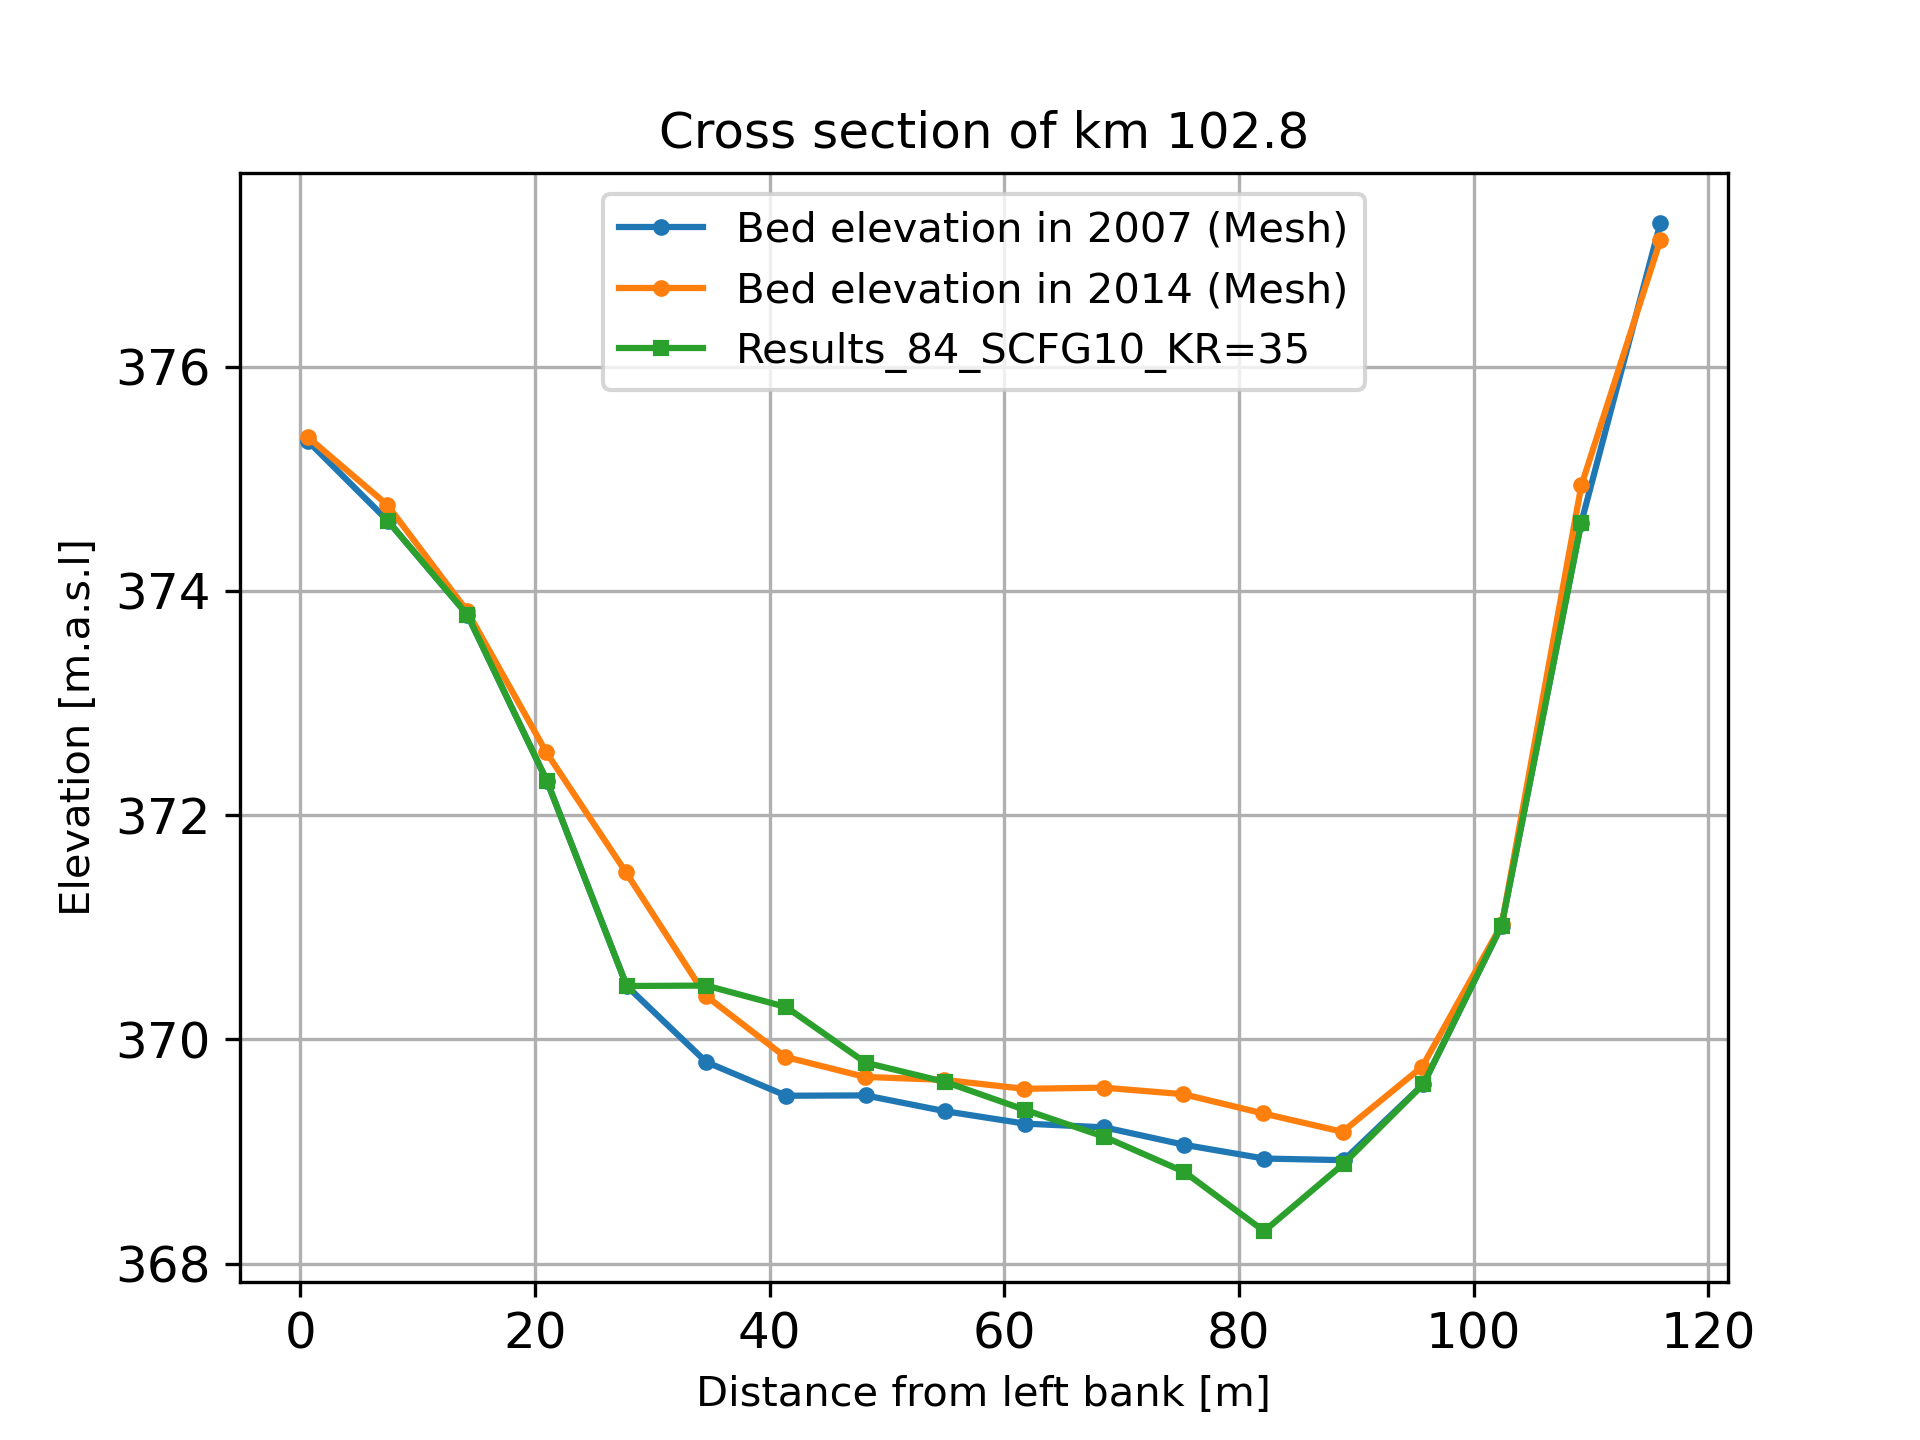 Cross section of km 102.8
Bed elevation in 2007 (Mesh)
Bed elevation in 2014 (Mesh)
Results_84_SCFG10_KR=35
Elevation [m.a.s.l]
376
374
372
370
368
0 20 40 60 80 100 120
Distance from left bank [m]